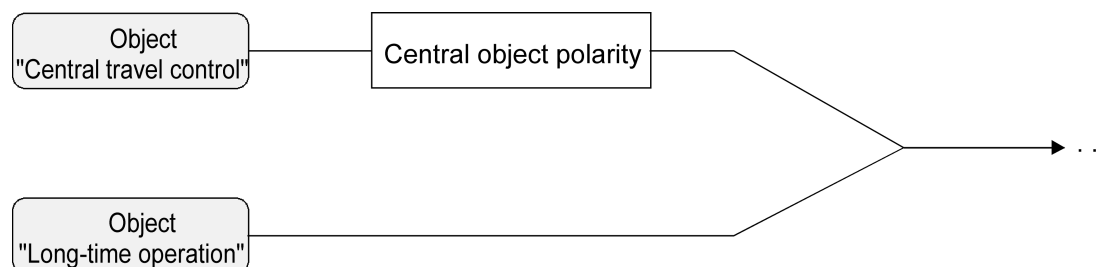 Object
"Central travel control"
Central object polarity
. .
Object
"Long-time operation"